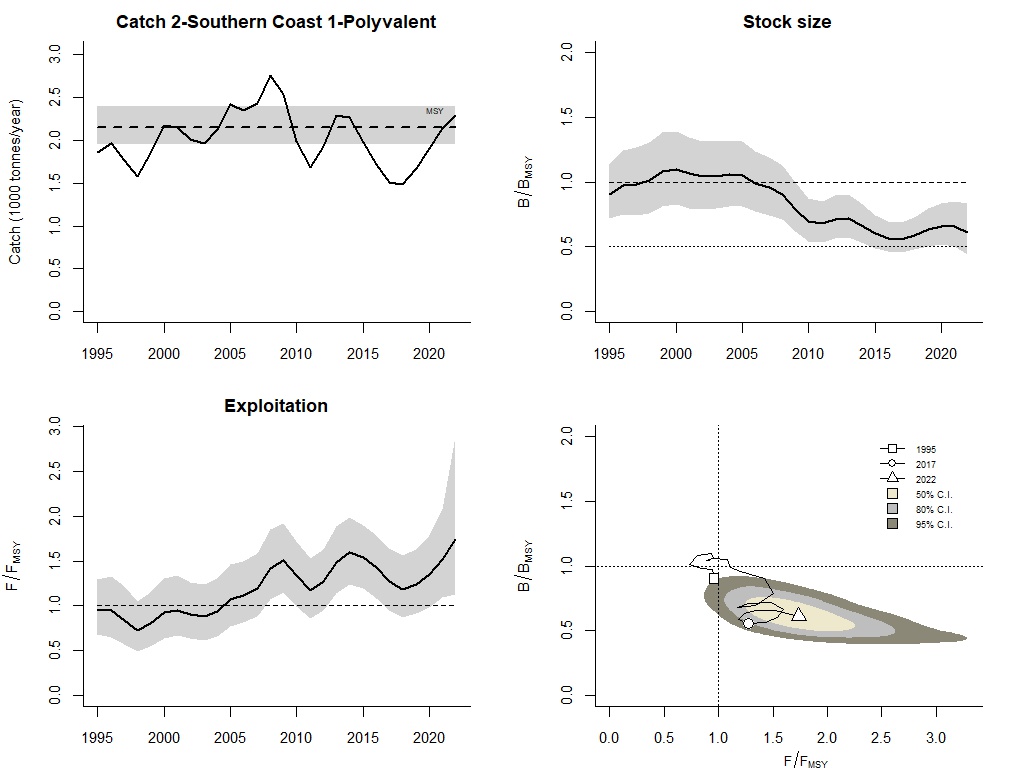 Catch 2-Southern Coast 1-Polyvalent
Catch (1000 tonnes/year)
3.0
2.5
2.0
1.5
1.0
0.5
0.0
MSY
1995 2000 2005 2010 2015 2020
Stock size
B/BMSY
2.0
1.5
1.0
0.5
0.0
1995 2000 2005 2010 2015 2020
Exploitation
F/FMSY
3.0
2.5
2.0
1.5
1.0
0.5
0.0
1995 2000 2005 2010 2015 2020
B/BMSY
2.0
1.5
1.0
0.5
0.0
1995
2017
2022
50% C.I.
80% C.I.
95% C.I.
0.0 0.5 1.0 1.5 2.0 2.5 3.0
F/FMSY